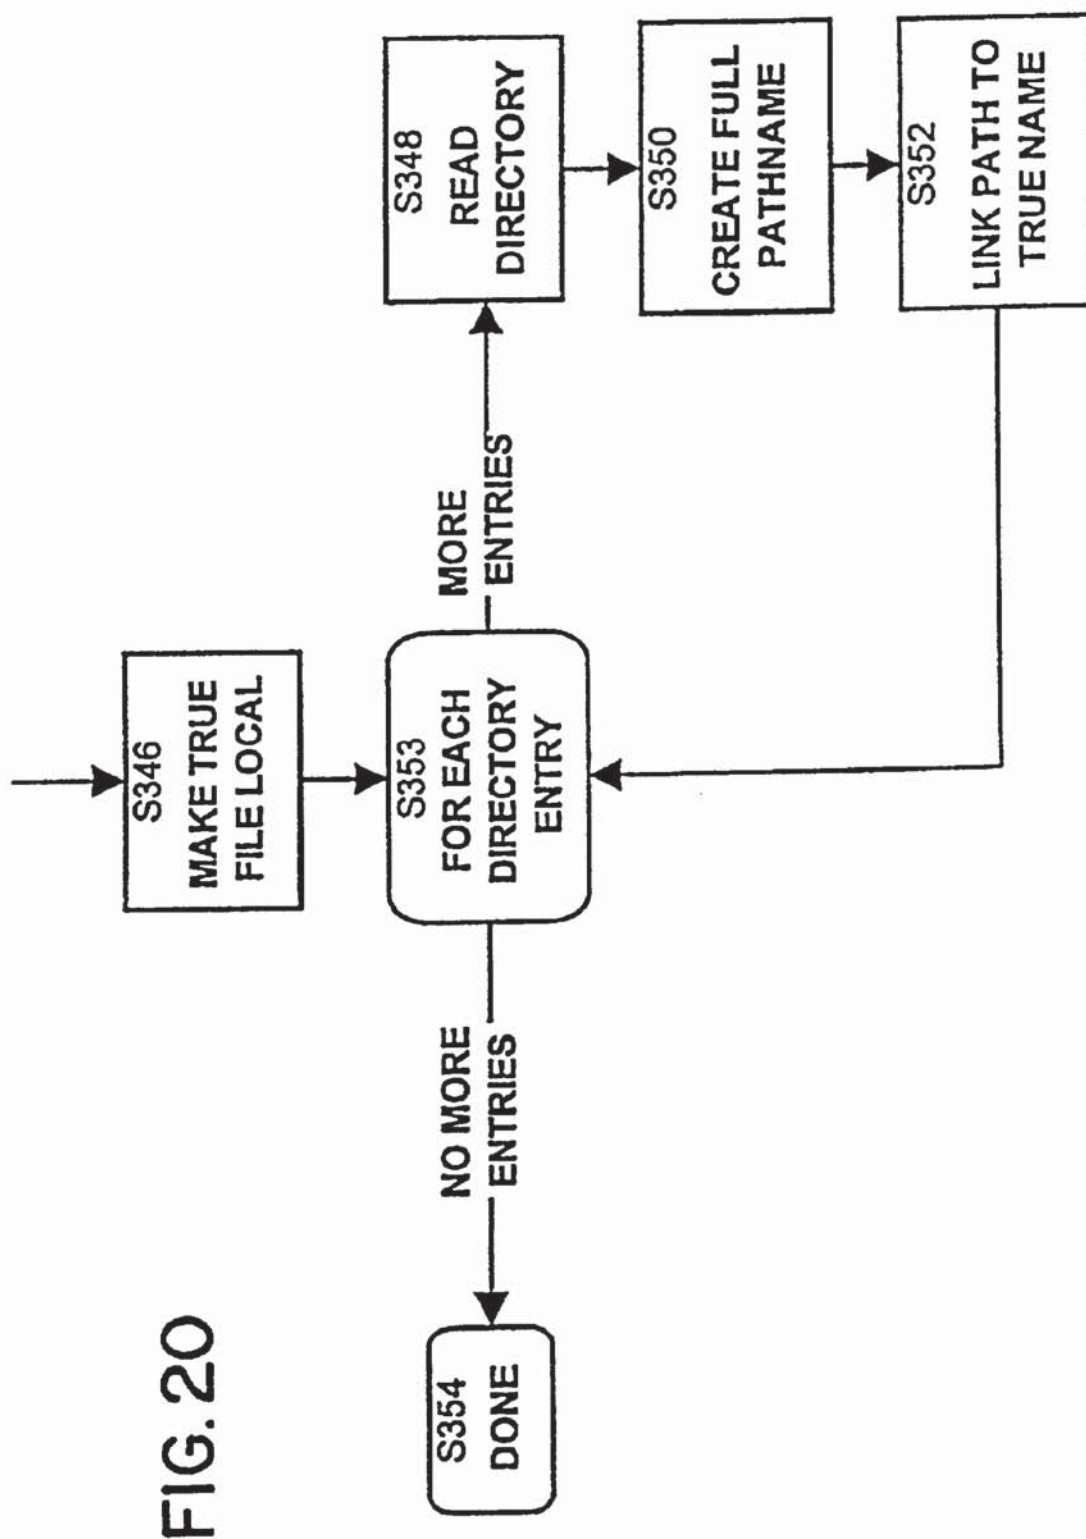 FIG. 20
S346
MAKE TRUE
FILE LOCAL
S353
FOR EACH
DIRECTORY
ENTRY
MORE
ENTRIES
S348
READ
DIRECTORY
S350
CREATE FULL
PATHNAME
S352
LINK PATH TO
TRUE NAME
NO MORE
ENTRIES
S354
DONE